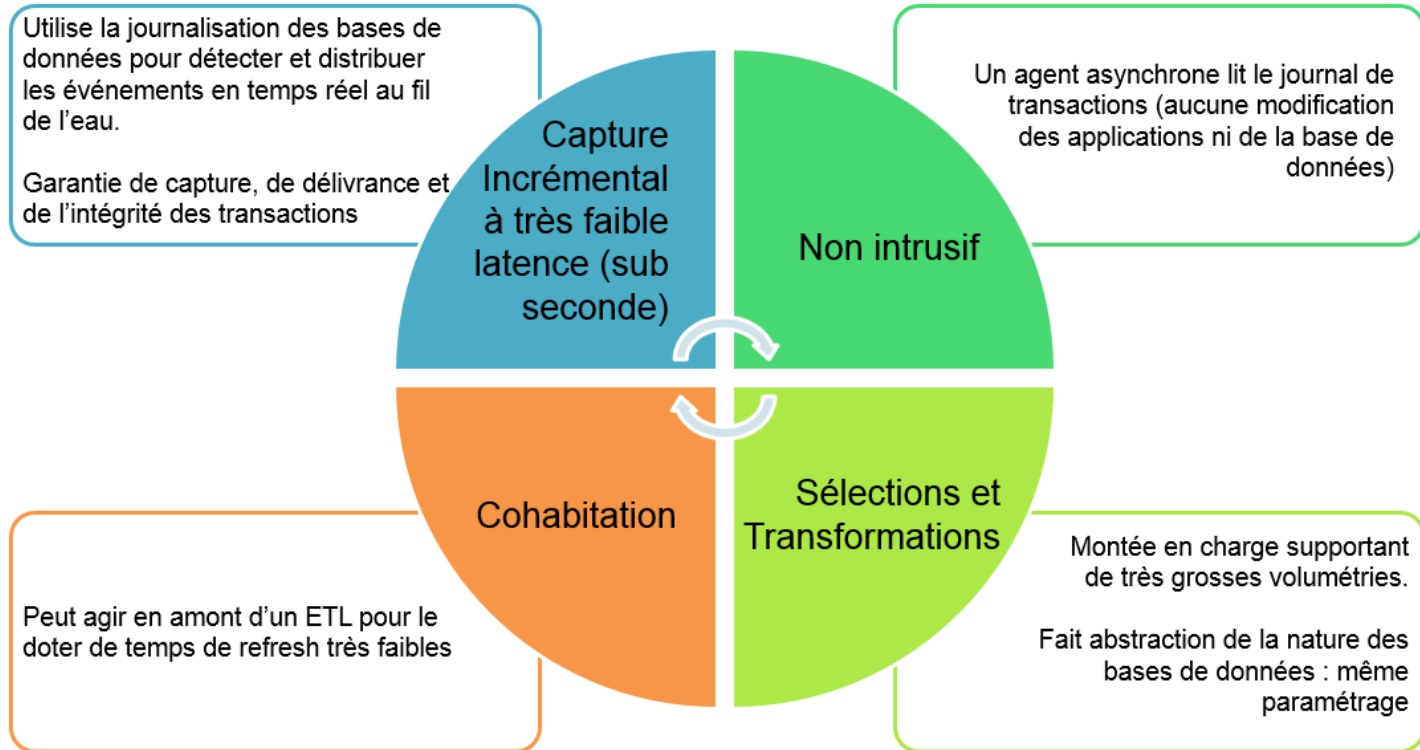 Utilise la journalisation des bases de
données pour détecter et distribuer
les événements en temps réel au fil
de l’eau.
Garantie de capture, de délivrance et
de l’intégrité des transactions
Capture
Incrémental
à très faible
latence (sub
seconde)
Un agent asynchrone lit le journal de
transactions (aucune modification
des applications ni de la base de
données)
Non intrusif
Cohabitation
Peut agir en amont d’un ETL pour le
doter de temps de refresh très faibles
Sélections et
Transformations
Montée en charge supportant
de très grosses volumétries.
Fait abstraction de la nature des
bases de données : même
paramétrage